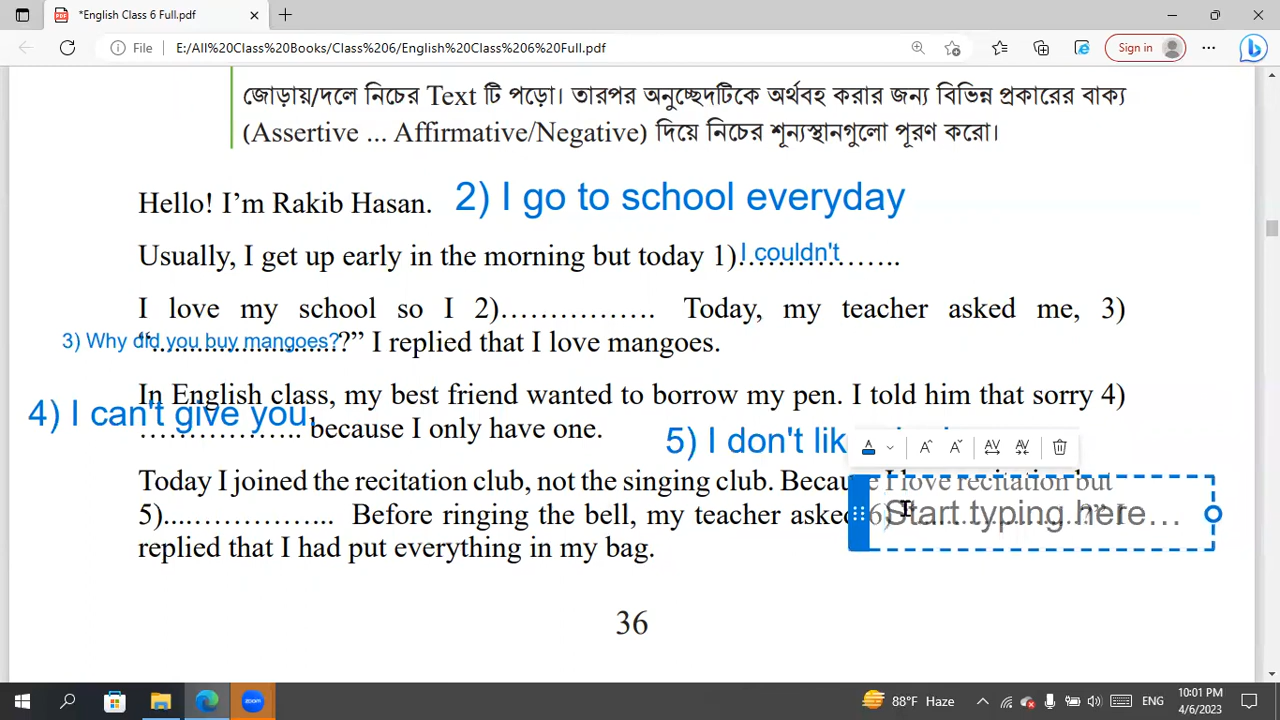 *English Class 6 Full.pdf
File
E:/All%20Class%20Books/Class%206/English%20Class%206%20Full.pdf
Sign in
জোড়ায়/দলে নিচের Text টি পড়ো। তারপর অনুচ্ছেদটিকে অর্থবহ করার জন্য বিভিন্ন প্রকারের বাক্য
(Assertive ... Affirmative/Negative) দিয়ে নিচের শূন্যস্থানগুলো পূরণ করো।
Hello! I'm Rakib Hasan.
2) I go to school everyday
Usually, I get up early in the morning but today 1)……………..
I couldn't
I love my school so I 2)……………. Today, my teacher asked me, 3)
3) Why did you buy mangoes?
"..........................?" I replied that I love mangoes.
In English class, my best friend wanted to borrow my pen. I told him that sorry 4)
4) I can't give you
…………….. because I only have one.
5) I don't like
Today I joined the recitation club, not the singing club. Because I love recitation but
5)....………….. Before ringing the bell, my teacher asked 6) ....................?" I
Start typing here…
replied that I had put everything in my bag.
36
88°F Haze
ENG
10:01 PM
4/6/2023